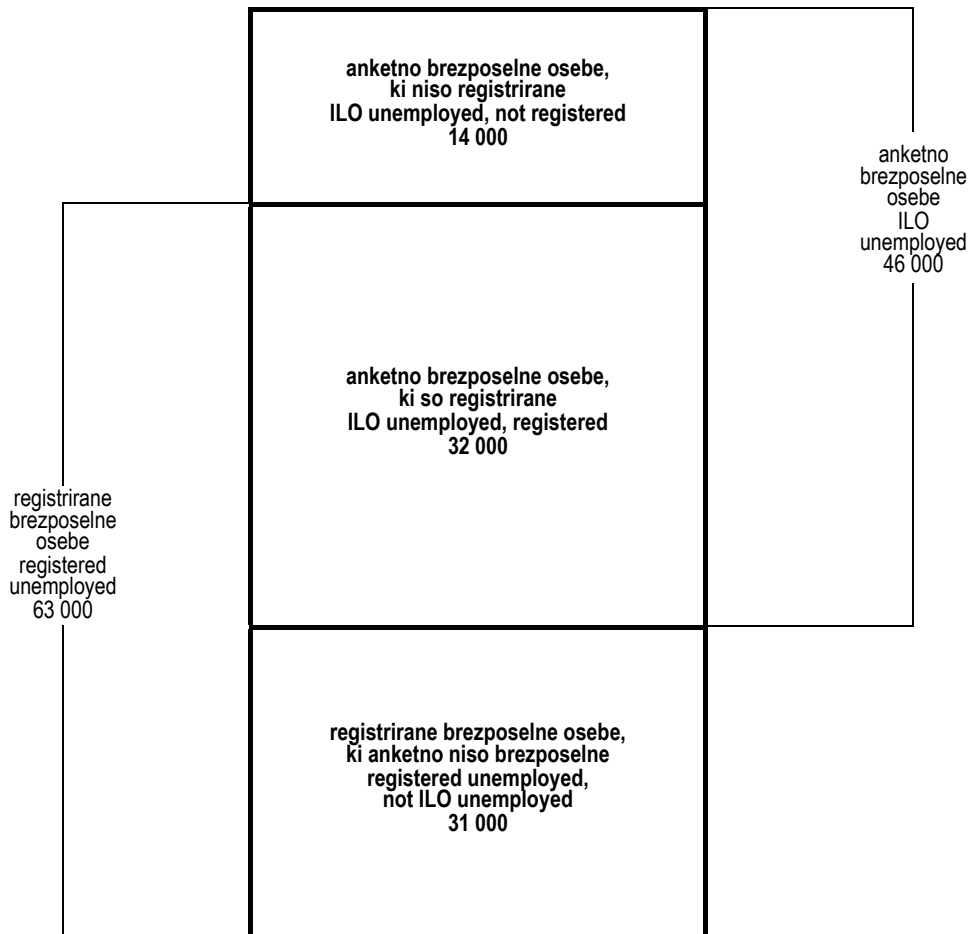 anketno brezposelne osebe,
ki niso registrirane
ILO unemployed, not registered
14 000
anketno
brezposelne
osebe
ILO
unemployed
46 000
anketno brezposelne osebe,
ki so registrirane
ILO unemployed, registered
32 000
registrirane
brezposelne
osebe
registered
unemployed
63 000
registrirane brezposelne osebe,
ki anketno niso brezposelne
registered unemployed,
not ILO unemployed
31 000